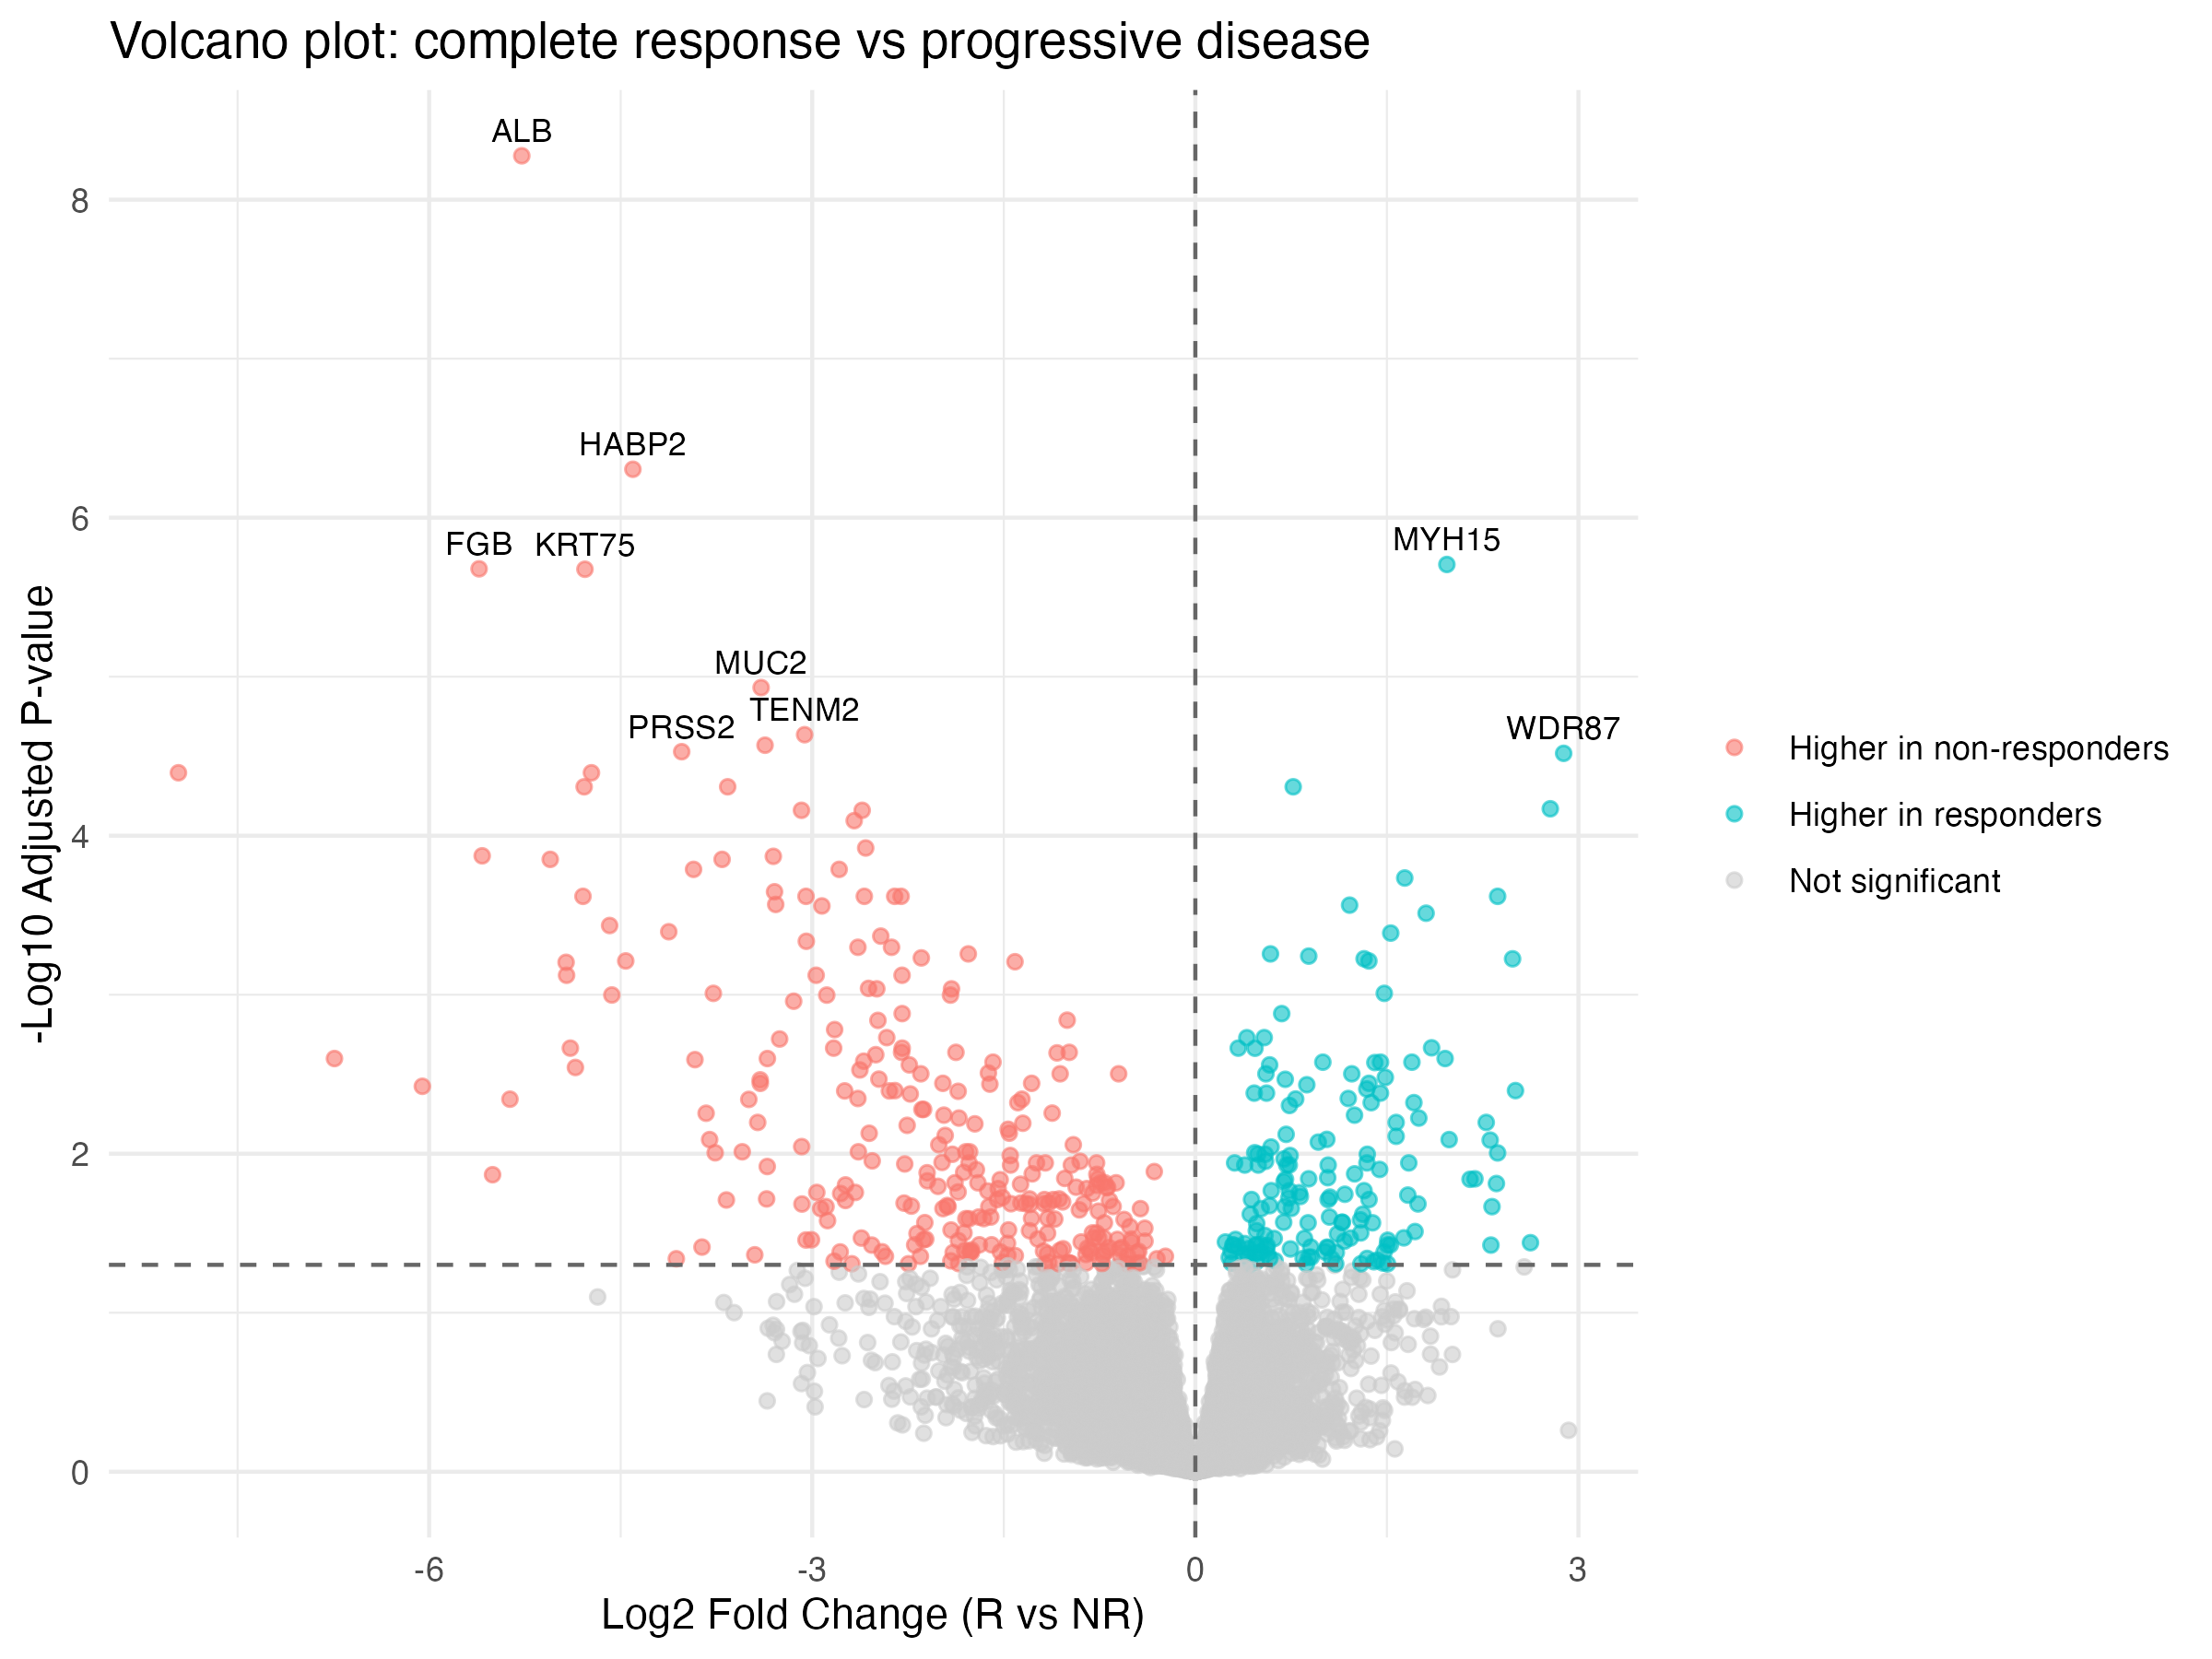 Volcano plot: complete response vs progressive disease
ALB
HABP2
FGB
KRT75
MYH15
MUC2
TENM2
PRSS2
WDR87
-Log10 Adjusted P-value
8
6
4
2
0
-6
-3
0
3
Log2 Fold Change (R vs NR)
Higher in non-responders
Higher in responders
Not significant